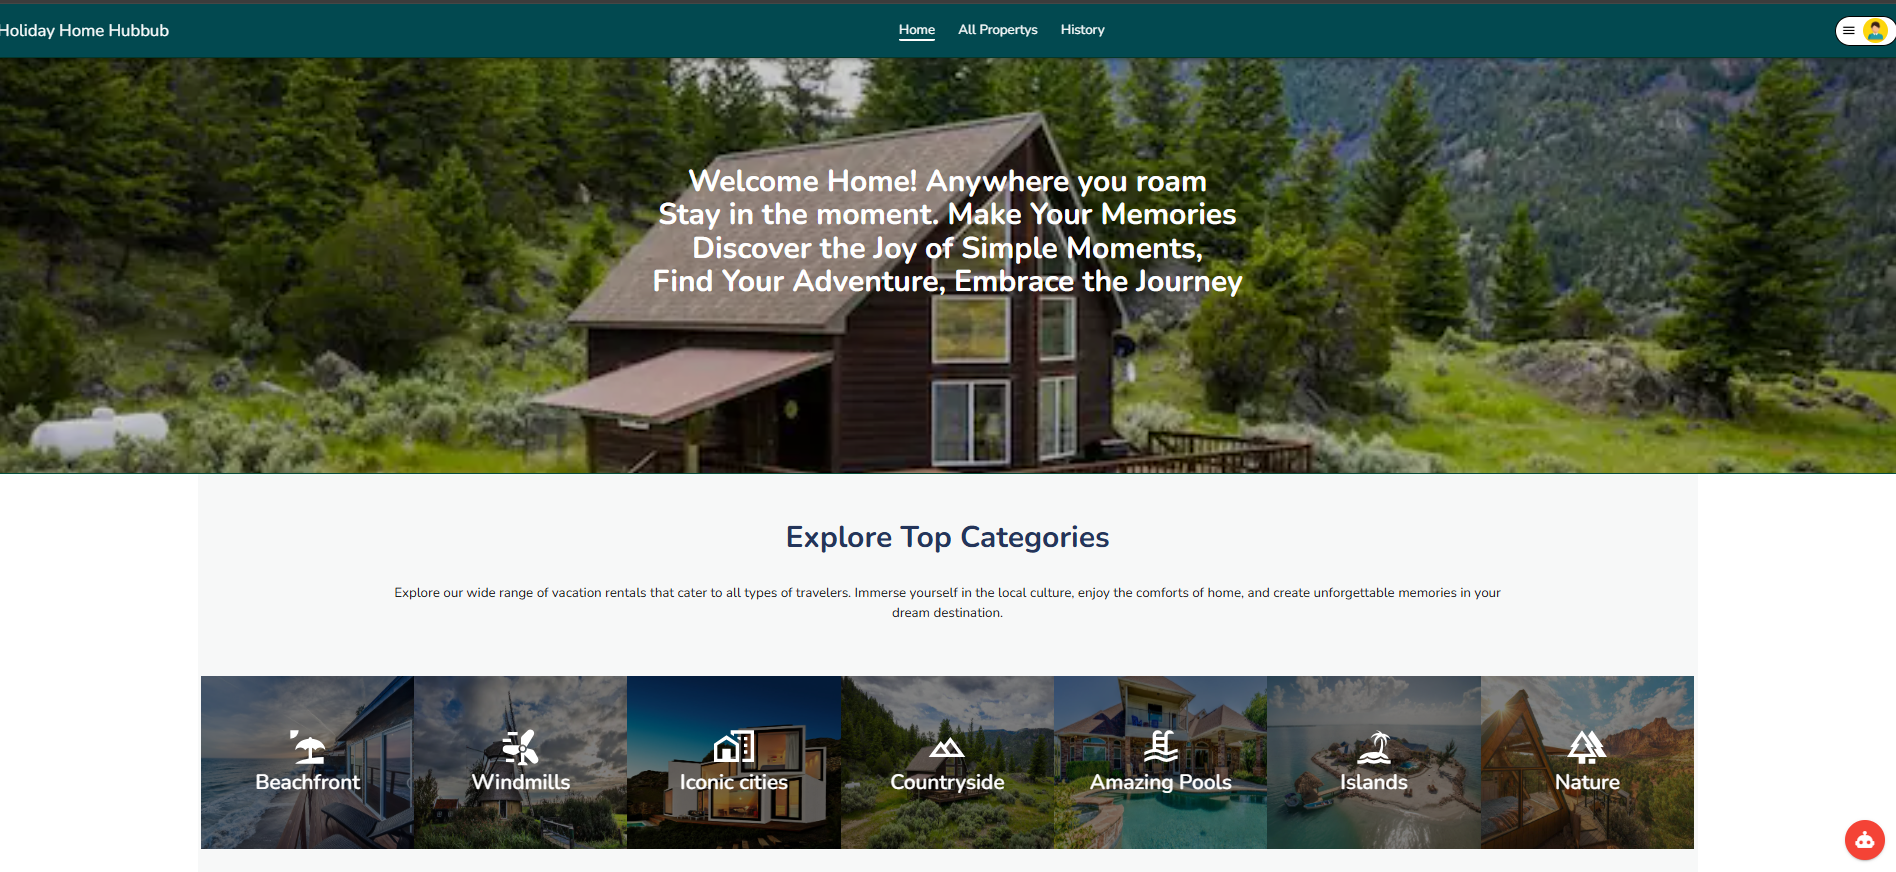 Holiday Home Hubbub
Home
All Propertys
History
Welcome Home! Anywhere you roam
Stay in the moment. Make Your Memories
Discover the Joy of Simple Moments,
Find Your Adventure, Embrace the Journey
Explore Top Categories
Explore our wide range of vacation rentals that cater to all types of travelers. Immerse yourself in the local culture, enjoy the comforts of home, and create unforgettable memories in your
dream destination.
Beachfront
Windmills
Iconic cities
Countryside
Amazing Pools
Islands
Nature